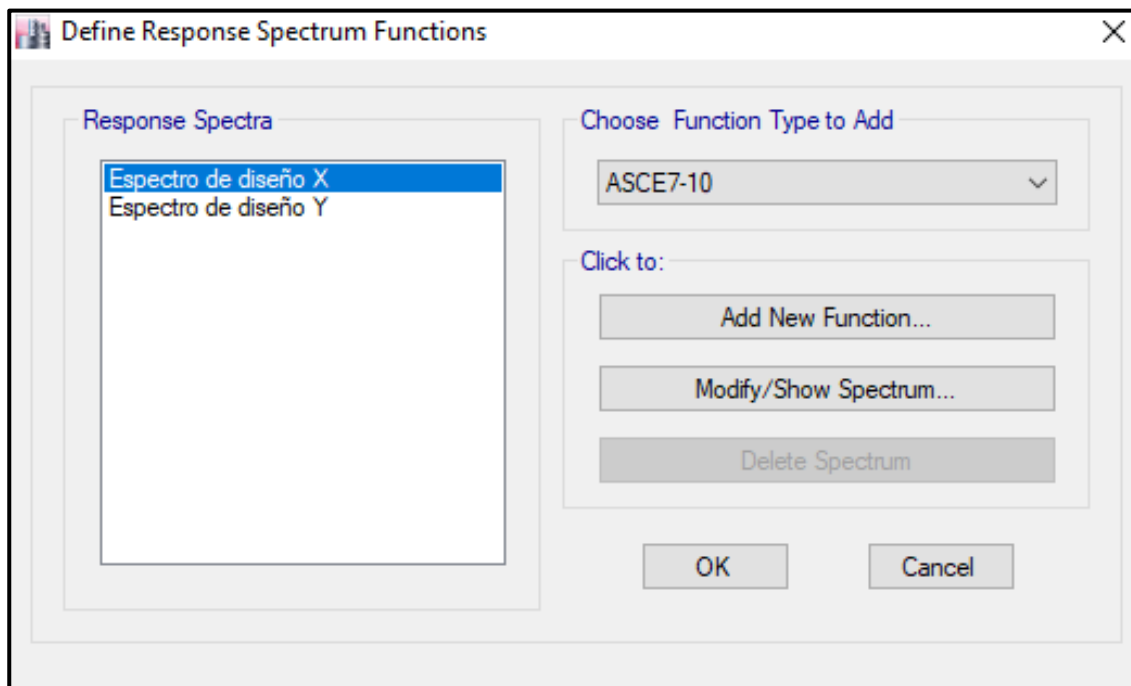 Define Response Spectrum Functions
Response Spectra
Espectro de diseño X
Espectro de diseño Y
Choose Function Type to Add
ASCE7-10
Click to:
Add New Function...
Modify/Show Spectrum...
Delete Spectrum
OK
Cancel